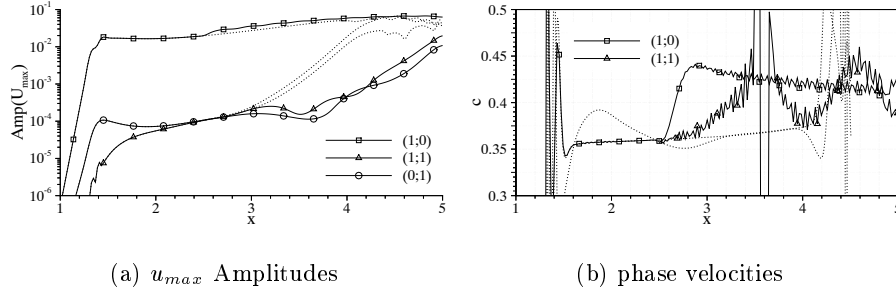 10^-1
10^-2
10^-3
10^-4
10^-5
10^-6
Amp(U_max)
(1;0)
(1;1)
(0;1)
1 2 3 4 5
x
0.5
0.45
0.4
0.35
0.3
c
(1;0)
(1;1)
1 2 3 4 5
x
(a) u_max Amplitudes
(b) phase velocities